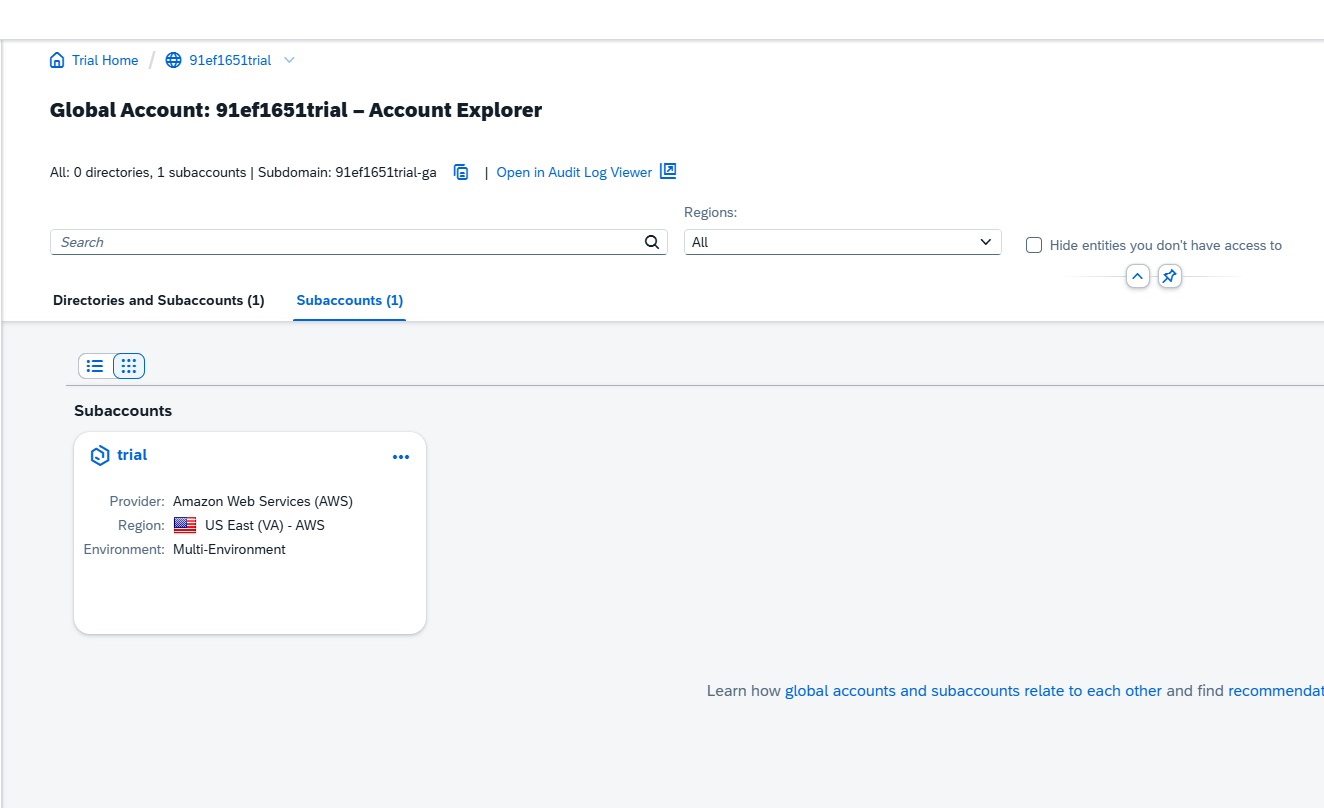 Trial Home / 91ef1651trial
Global Account: 91ef1651trial – Account Explorer
All: 0 directories, 1 subaccounts | Subdomain: 91ef1651trial-ga | Open in Audit Log Viewer
Regions:
Search
All
Hide entities you don't have access to
Directories and Subaccounts (1) Subaccounts (1)
Subaccounts
trial
Provider: Amazon Web Services (AWS)
Region: US East (VA) - AWS
Environment: Multi-Environment
Learn how global accounts and subaccounts relate to each other and find recommendat